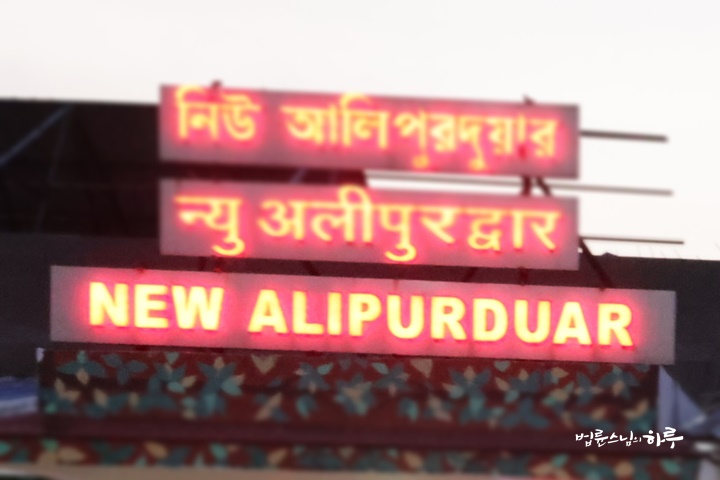 নিউ আলিপুরদুয়ার
न्यु अलीपुरद्वार
NEW ALIPURDUAR
법륜스님의 하루